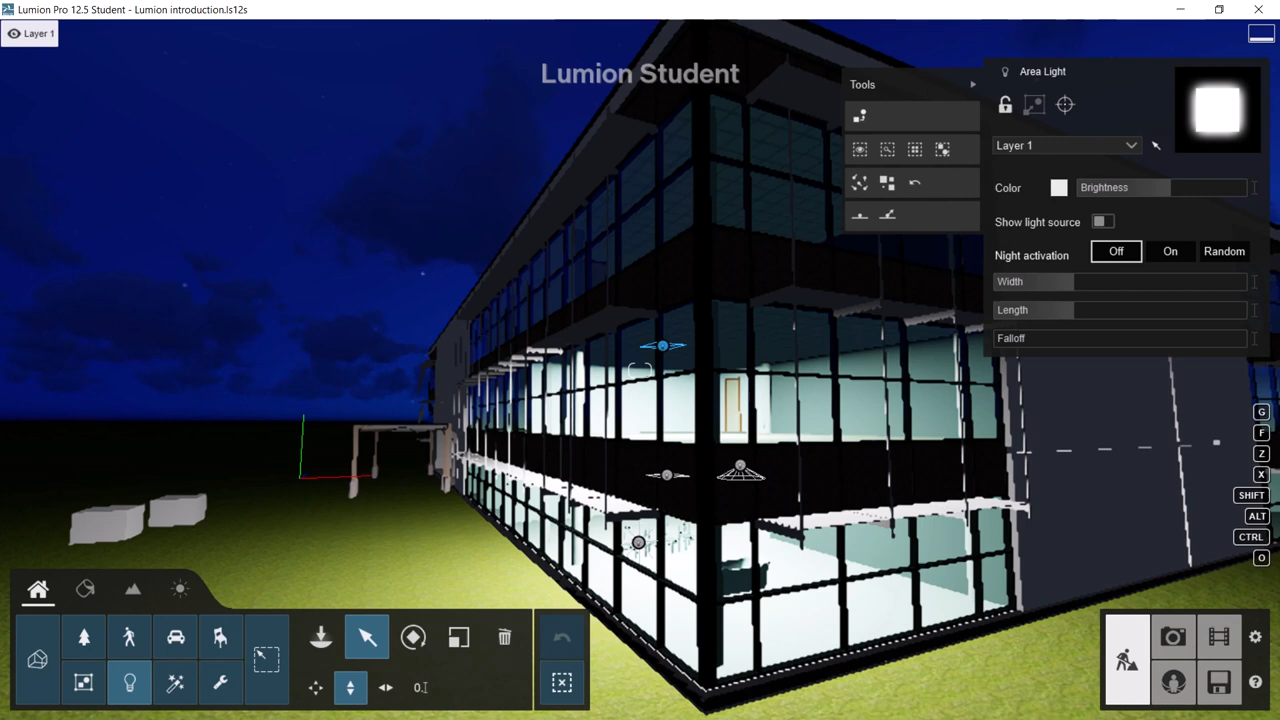 Lumion Pro 12.5 Student - Lumion introduction.ls12s
Layer 1
Lumion Student
Tools
Area Light
Layer 1
Color
Brightness
Show light source
Night activation
Off
On
Random
Width
Length
Falloff
G
F
Z
X
SHIFT
ALT
CTRL
O
0.
?